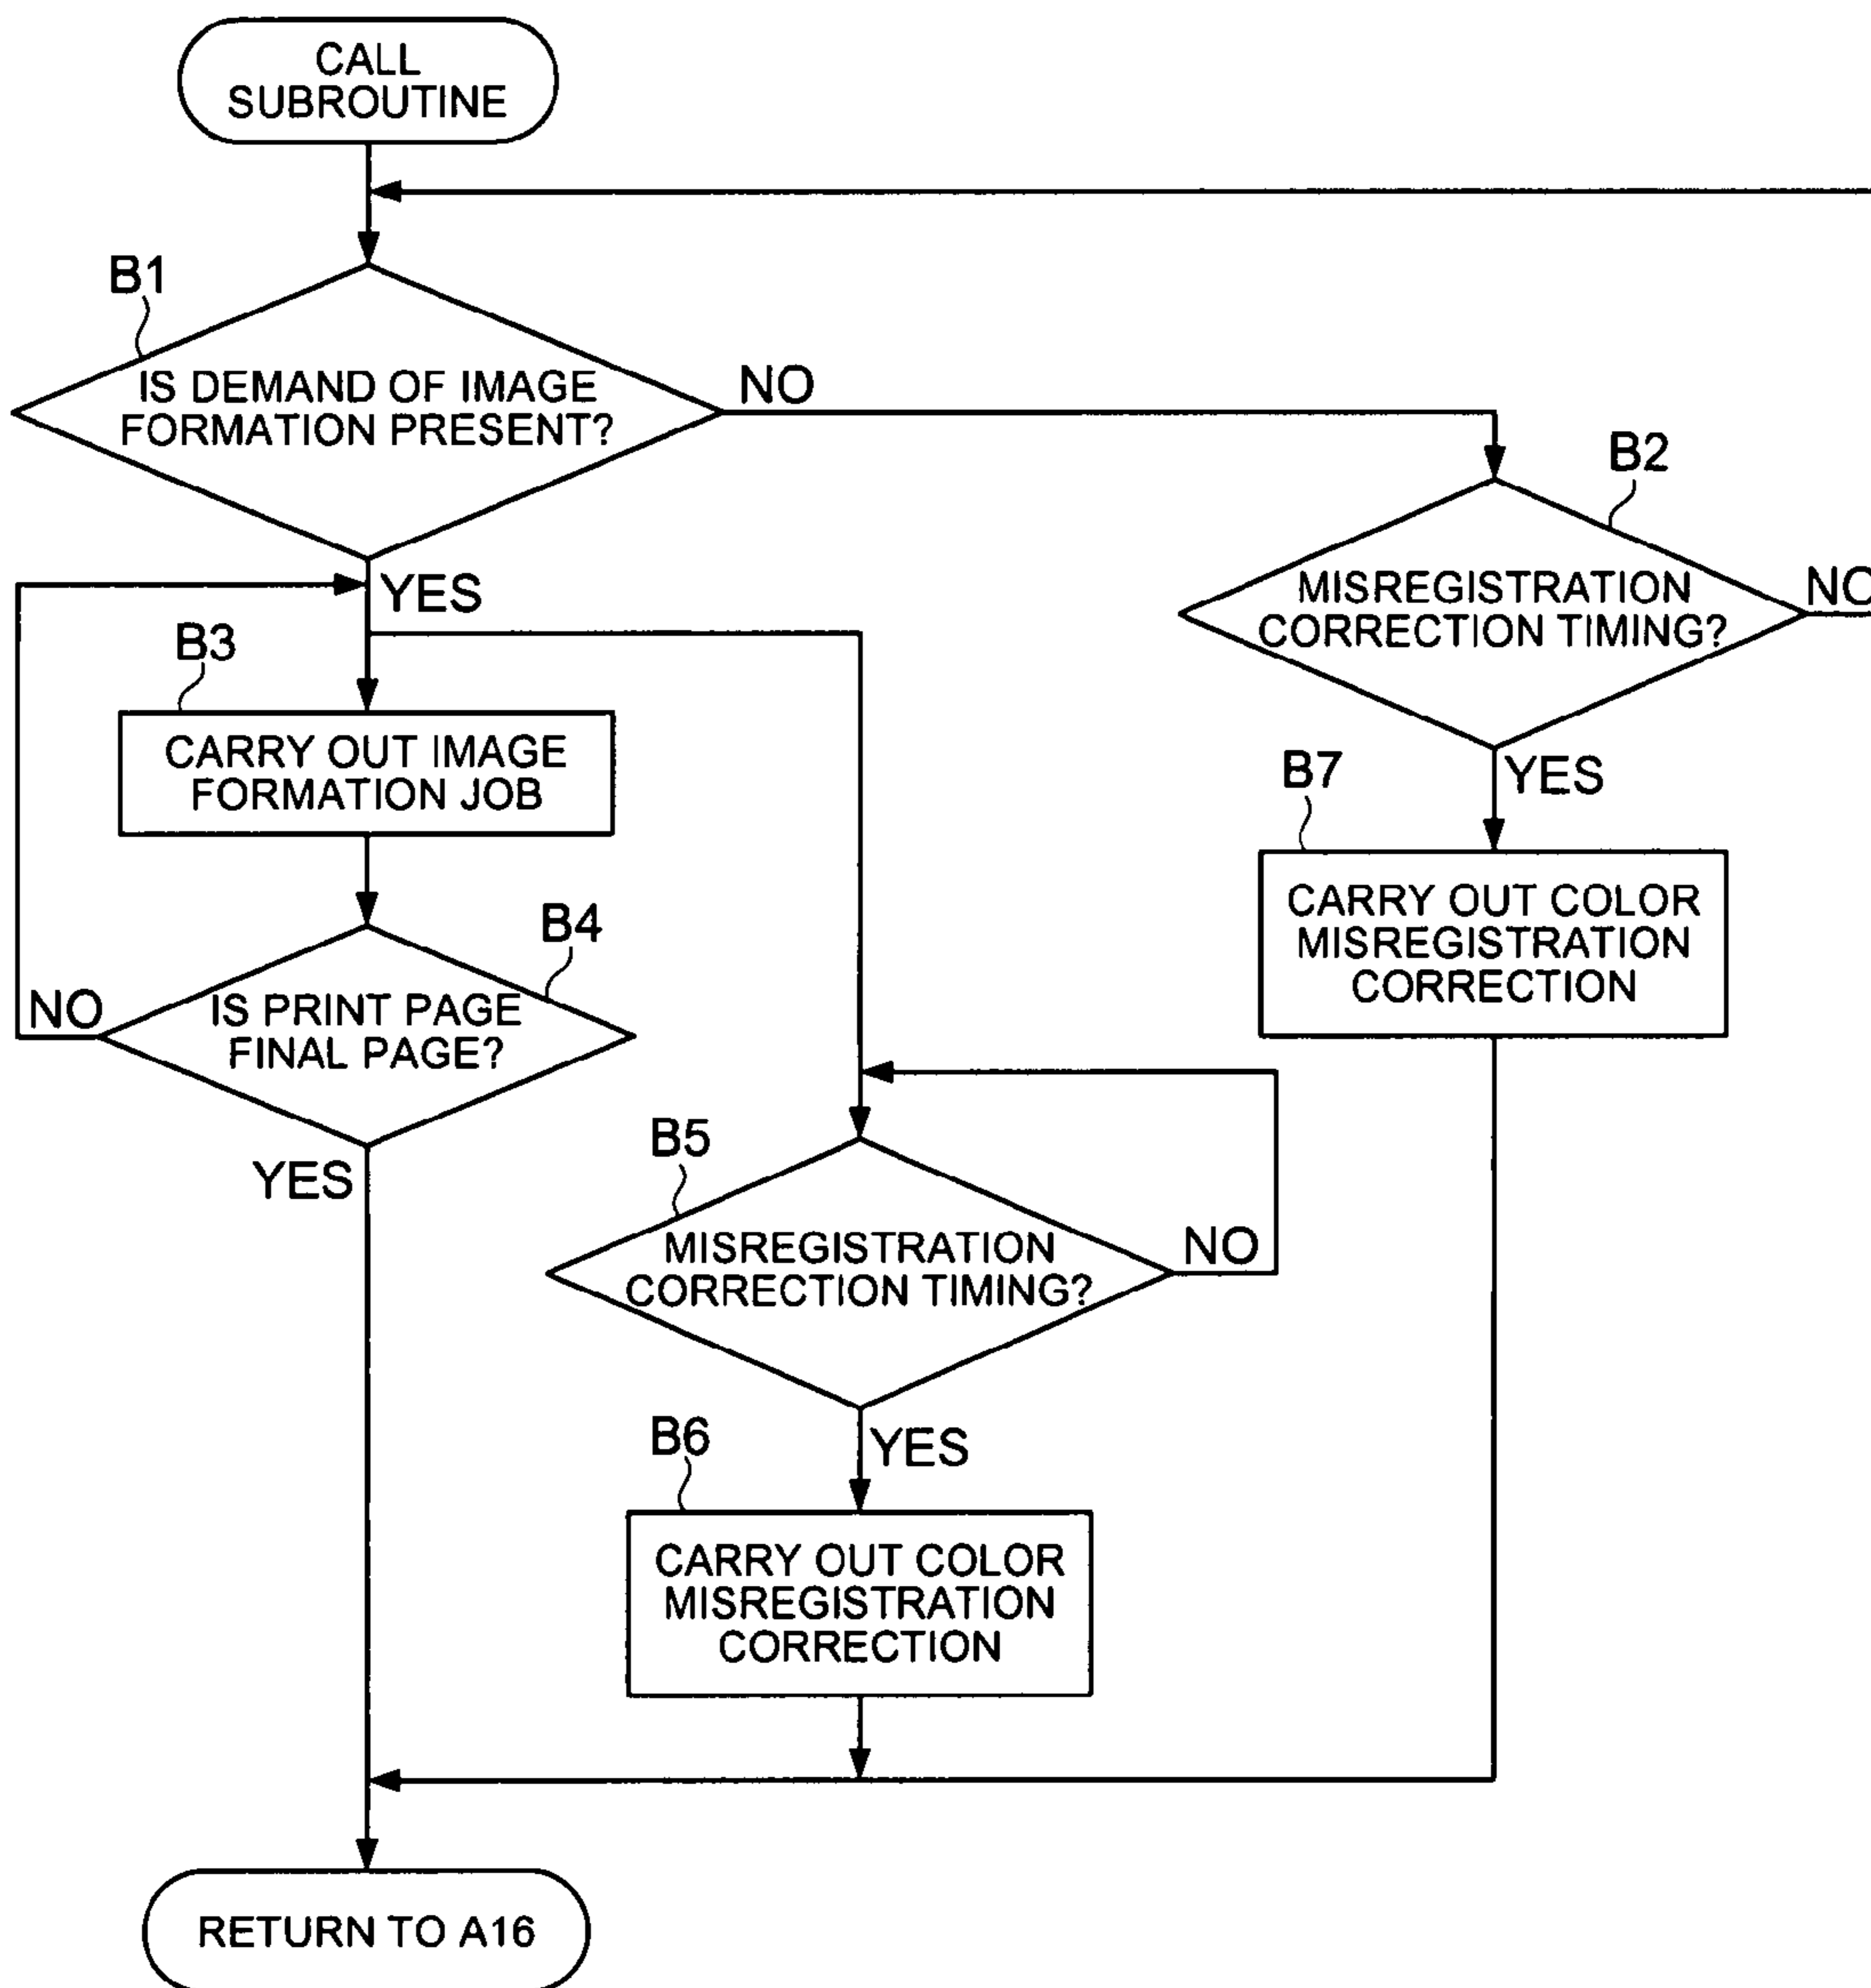 CALL
SUBROUTINE
B1
IS DEMAND OF IMAGE
FORMATION PRESENT?
NO
YES
B2
MISREGISTRATION
CORRECTION TIMING?
NO
YES
B3
CARRY OUT IMAGE
FORMATION JOB
B7
CARRY OUT COLOR
MISREGISTRATION
CORRECTION
B4
IS PRINT PAGE
FINAL PAGE?
NO
YES
B5
MISREGISTRATION
CORRECTION TIMING?
NO
YES
B6
CARRY OUT COLOR
MISREGISTRATION
CORRECTION
RETURN TO A16